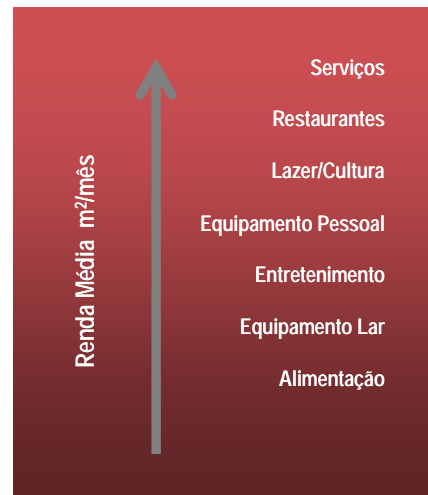 Serviços
Restaurantes
Lazer/Cultura
Equipamento Pessoal
Entretenimento
Equipamento Lar
Alimentação
Renda Média m²/mês